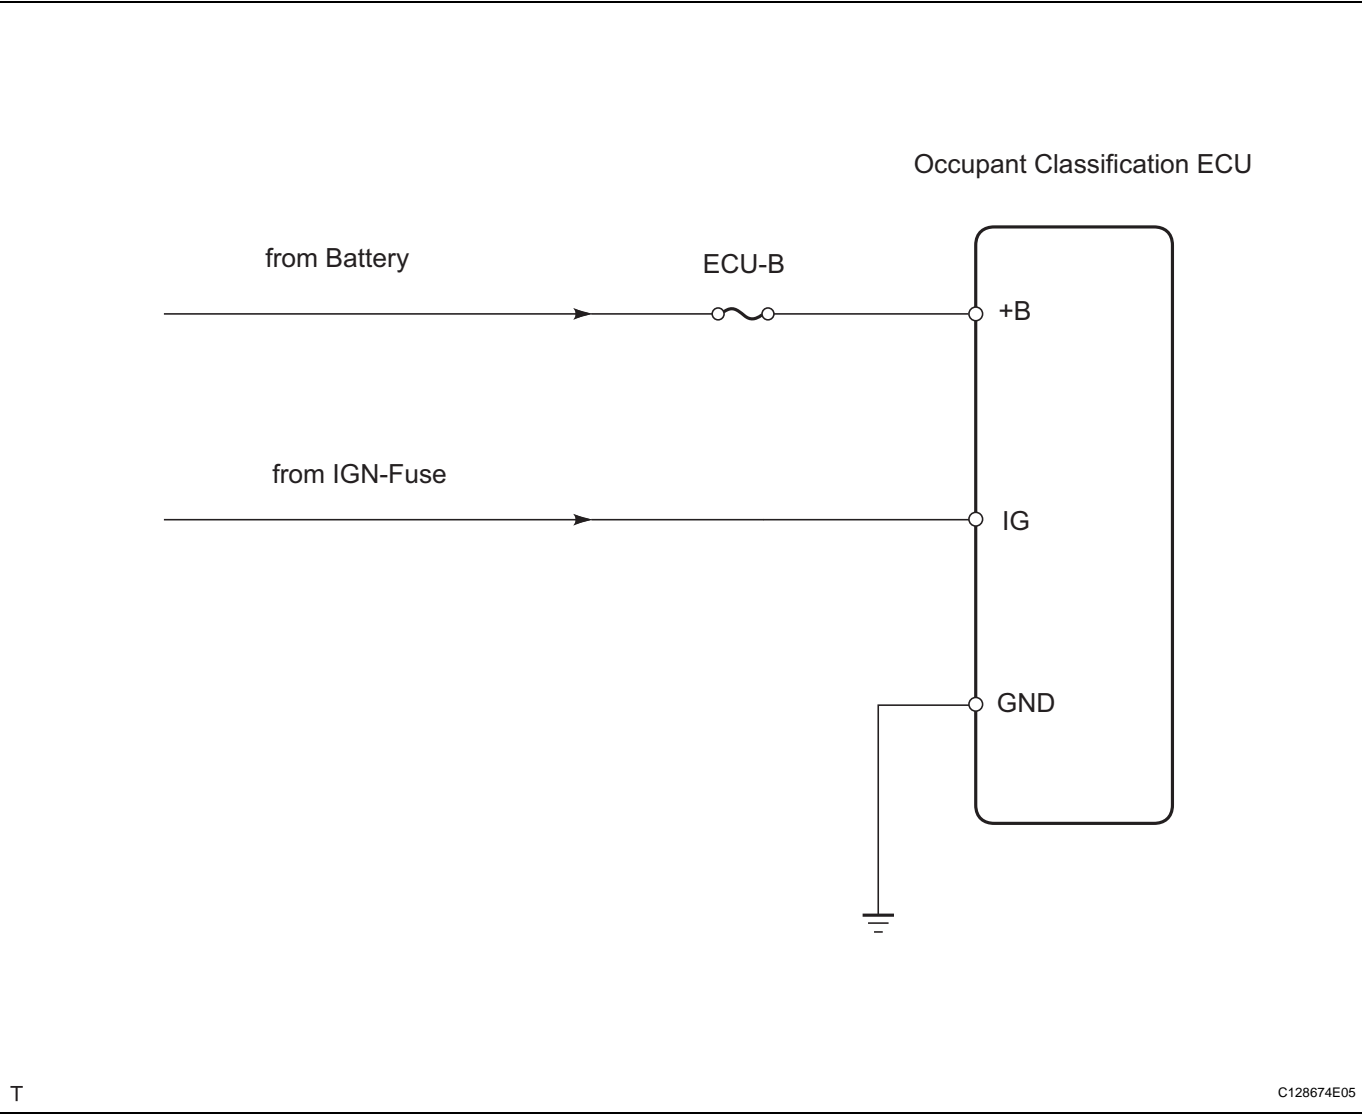 Occupant Classification ECU
from Battery
ECU-B
+B
from IGN-Fuse
IG
GND
T
C128674E05